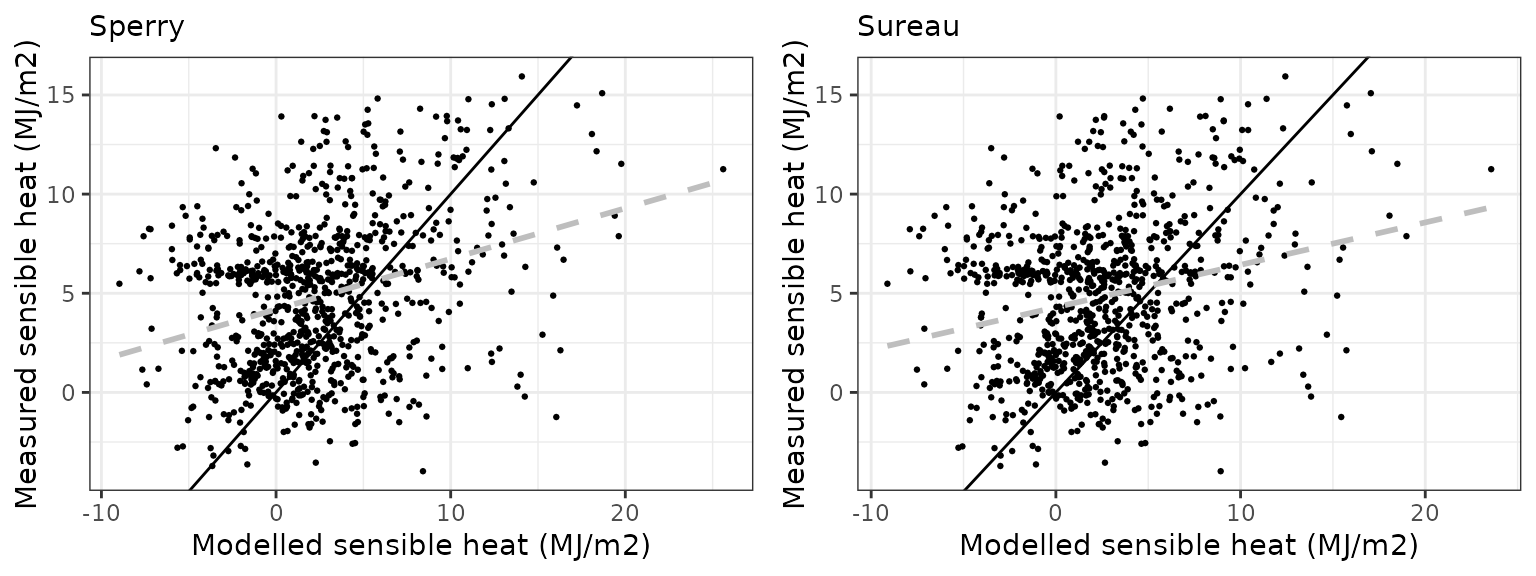 Sperry
Measured sensible heat (MJ/m2)
15
10
5
0
-10 0 10 20
Modelled sensible heat (MJ/m2)
Sureau
Measured sensible heat (MJ/m2)
15
10
5
0
-10 0 10 20
Modelled sensible heat (MJ/m2)